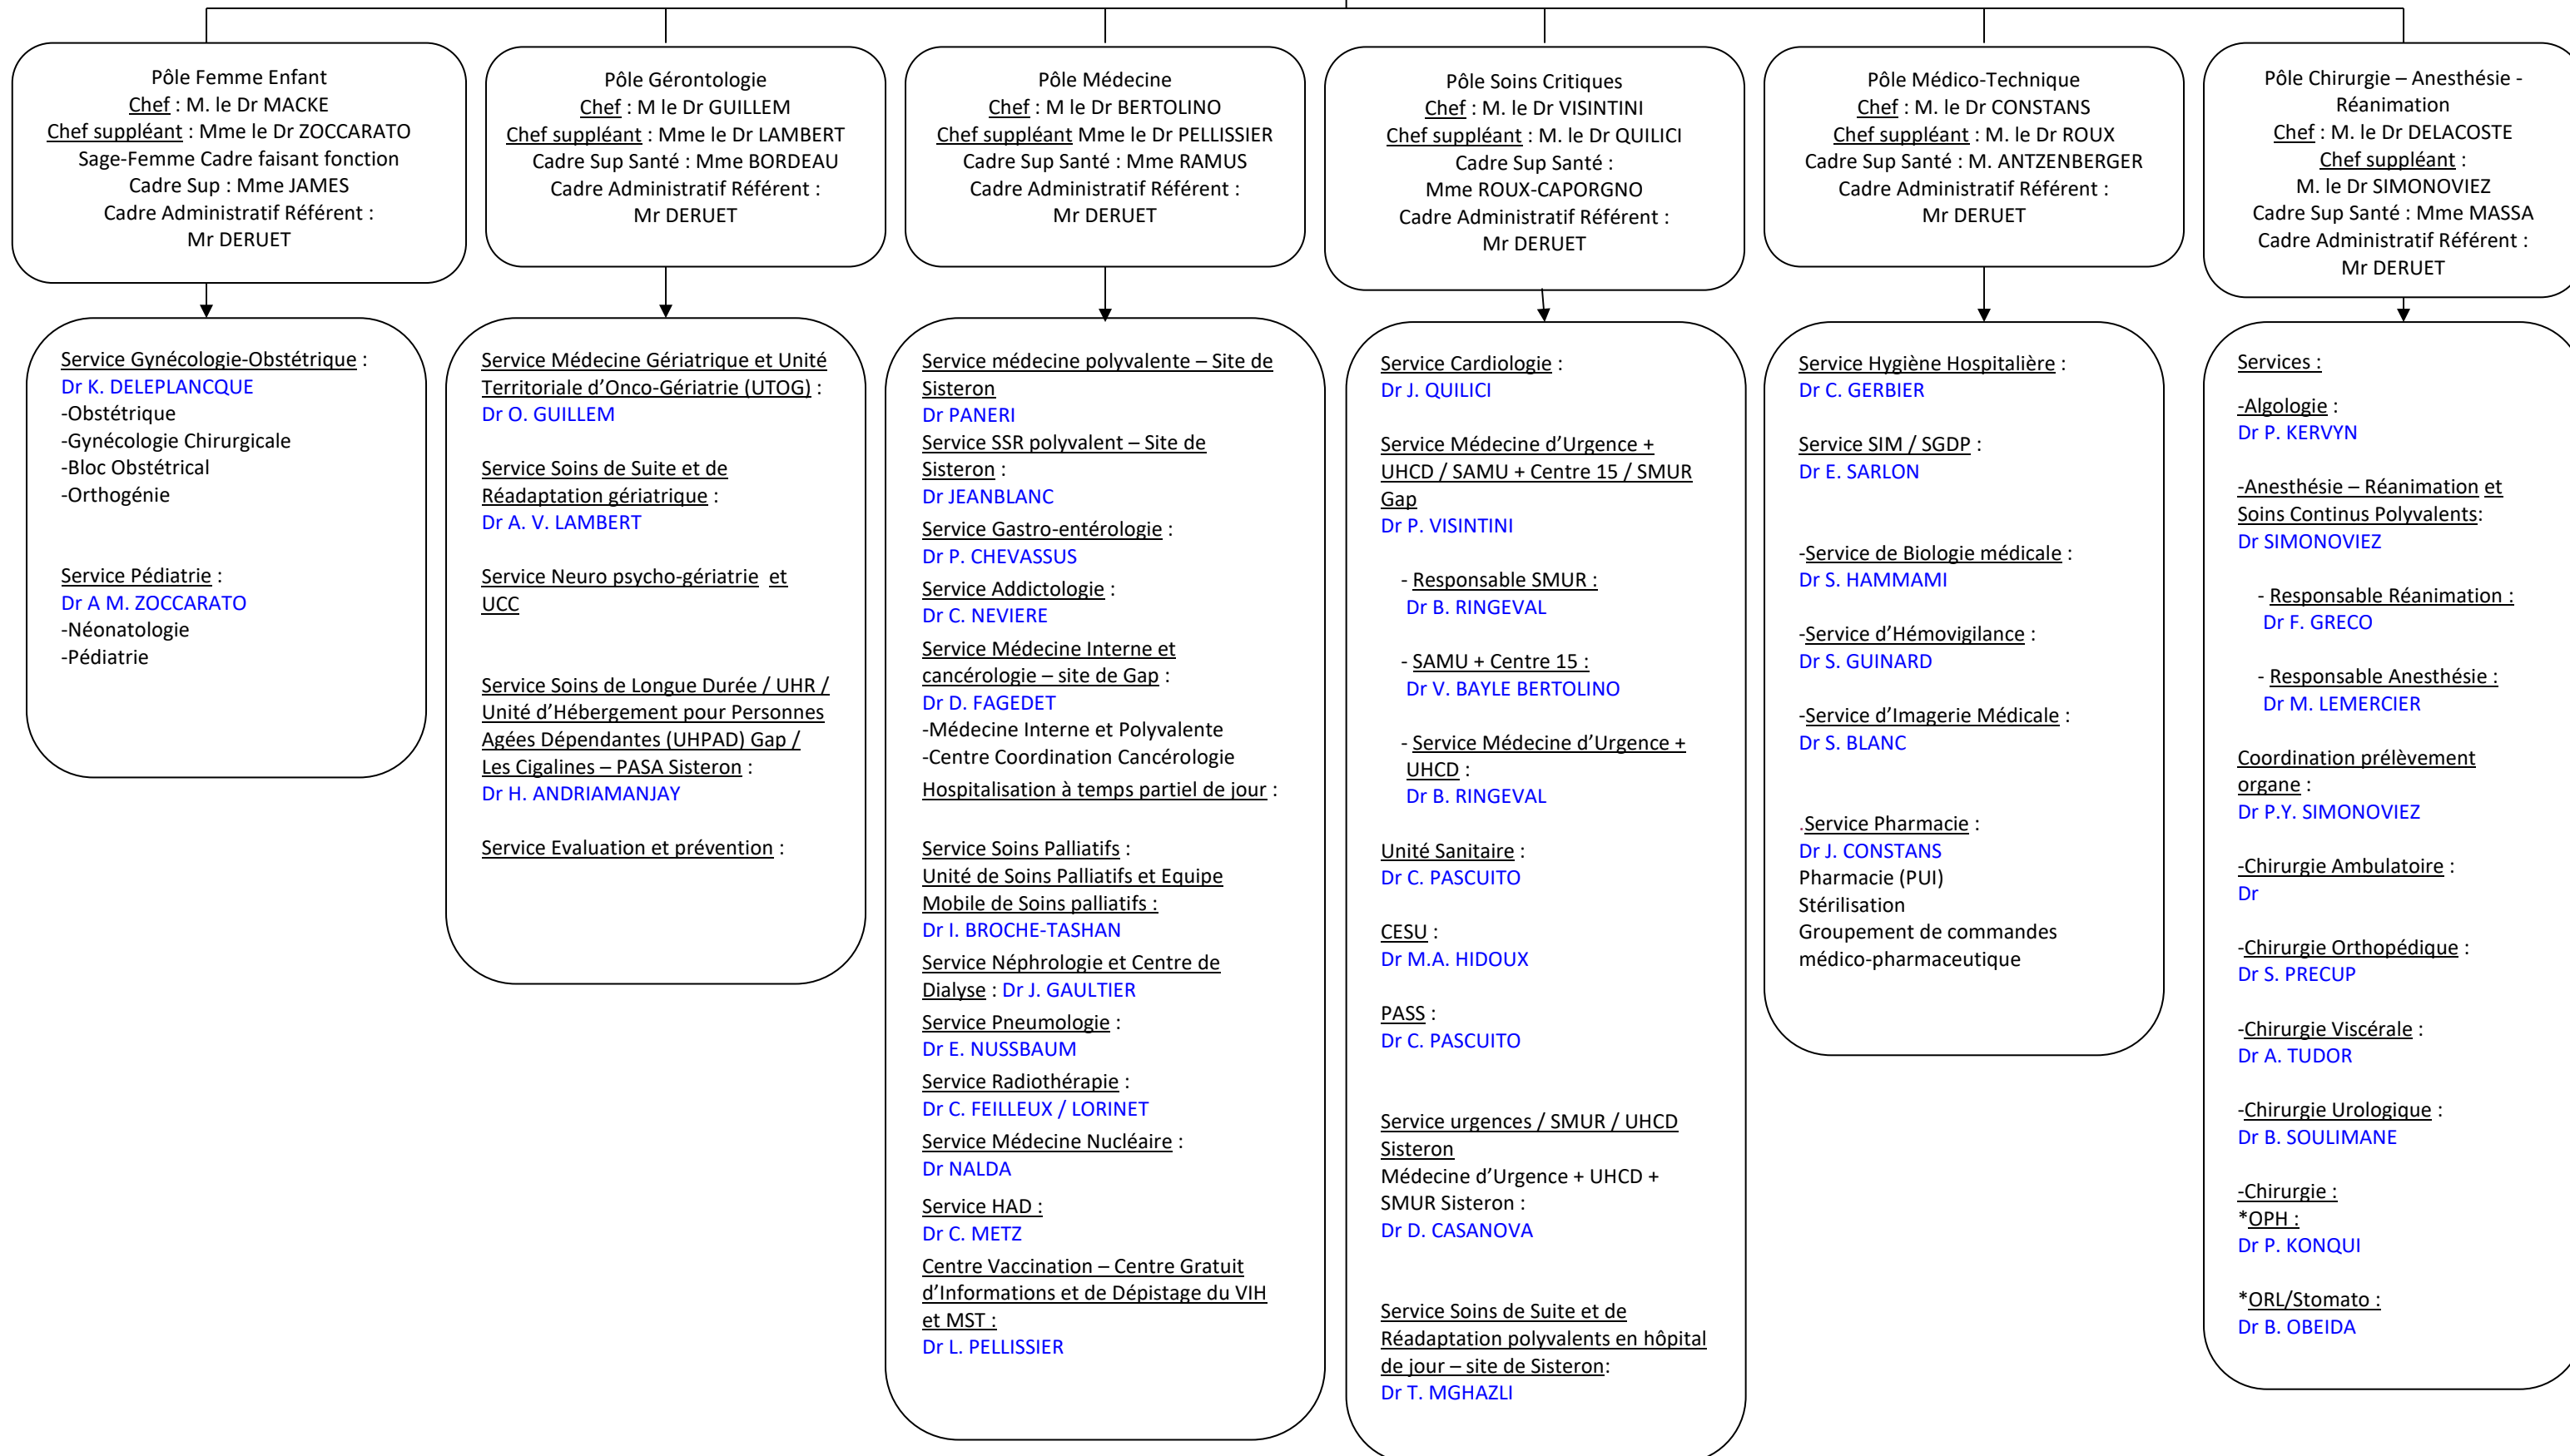 Pôle Femme Enfant
Chef : M. le Dr MACKE
Chef suppléant : Mme le Dr ZOCCARATO
Sage-Femme Cadre faisant fonction
Cadre Sup : Mme JAMES
Cadre Administratif Référent :
Mr DERUET
Pôle Gérontologie
Chef : M le Dr GUILLEM
Chef suppléant : Mme le Dr LAMBERT
Cadre Sup Santé : Mme BORDEAU
Cadre Administratif Référent :
Mr DERUET
Pôle Médecine
Chef : M le Dr BERTOLINO
Chef suppléant Mme le Dr PELLISSIER
Cadre Sup Santé : Mme RAMUS
Cadre Administratif Référent :
Mr DERUET
Pôle Soins Critiques
Chef : M. le Dr VISINTINI
Chef suppléant : M. le Dr QUILICI
Cadre Sup Santé :
Mme ROUX-CAPORGNO
Cadre Administratif Référent :
Mr DERUET
Pôle Médico-Technique
Chef : M. le Dr CONSTANS
Chef suppléant : M. le Dr ROUX
Cadre Sup Santé : M. ANTZENBERGER
Cadre Administratif Référent :
Mr DERUET
Pôle Chirurgie – Anesthésie -
Réanimation
Chef : M. le Dr DELACOSTE
Chef suppléant :
M. le Dr SIMONOVIEZ
Cadre Sup Santé : Mme MASSA
Cadre Administratif Référent :
Mr DERUET
Service Gynécologie-Obstétrique :
Dr K. DELEPLANCQUE
-Obstétrique
-Gynécologie Chirurgicale
-Bloc Obstétrical
-Orthogénie
Service Pédiatrie :
Dr A M. ZOCCARATO
-Néonatologie
-Pédiatrie
Service Médecine Gériatrique et Unité
Territoriale d’Onco-Gériatrie (UTOG) :
Dr O. GUILLEM
Service Soins de Suite et de
Réadaptation gériatrique :
Dr A. V. LAMBERT
Service Neuro psycho-gériatrie et
UCC
Service Soins de Longue Durée / UHR /
Unité d’Hébergement pour Personnes
Agées Dépendantes (UHPAD) Gap /
Les Cigalines – PASA Sisteron :
Dr H. ANDRIAMANJAY
Service Evaluation et prévention :
Service médecine polyvalente – Site de
Sisteron
Dr PANERI
Service SSR polyvalent – Site de
Sisteron :
Dr JEANBLANC
Service Gastro-entérologie :
Dr P. CHEVASSUS
Service Addictologie :
Dr C. NEVIERE
Service Médecine Interne et
cancérologie – site de Gap :
Dr D. FAGEDET
-Médecine Interne et Polyvalente
-Centre Coordination Cancérologie
Hospitalisation à temps partiel de jour :
Service Soins Palliatifs :
Unité de Soins Palliatifs et Equipe
Mobile de Soins palliatifs :
Dr I. BROCHE-TASHAN
Service Néphrologie et Centre de
Dialyse : Dr J. GAULTIER
Service Pneumologie :
Dr E. NUSSBAUM
Service Radiothérapie :
Dr C. FEILLEUX / LORINET
Service Médecine Nucléaire :
Dr NALDA
Service HAD :
Dr C. METZ
Centre Vaccination – Centre Gratuit
d’Informations et de Dépistage du VIH
et MST :
Dr L. PELLISSIER
Service Cardiologie :
Dr J. QUILICI
Service Médecine d’Urgence +
UHCD / SAMU + Centre 15 / SMUR
Gap
Dr P. VISINTINI
- Responsable SMUR :
Dr B. RINGEVAL
- SAMU + Centre 15 :
Dr V. BAYLE BERTOLINO
- Service Médecine d’Urgence +
UHCD :
Dr B. RINGEVAL
Unité Sanitaire :
Dr C. PASCUITO
CESU :
Dr M.A. HIDOUX
PASS :
Dr C. PASCUITO
Service urgences / SMUR / UHCD
Sisteron
Médecine d’Urgence + UHCD +
SMUR Sisteron :
Dr D. CASANOVA
Service Soins de Suite et de
Réadaptation polyvalents en hôpital
de jour – site de Sisteron:
Dr T. MGHAZLI
Service Hygiène Hospitalière :
Dr C. GERBIER
Service SIM / SGDP :
Dr E. SARLON
-Service de Biologie médicale :
Dr S. HAMMAMI
-Service d’Hémovigilance :
Dr S. GUINARD
-Service d’Imagerie Médicale :
Dr S. BLANC
.Service Pharmacie :
Dr J. CONSTANS
Pharmacie (PUI)
Stérilisation
Groupement de commandes
médico-pharmaceutique
Services :
-Algologie :
Dr P. KERVYN
-Anesthésie – Réanimation et
Soins Continus Polyvalents:
Dr SIMONOVIEZ
- Responsable Réanimation :
Dr F. GRECO
- Responsable Anesthésie :
Dr M. LEMERCIER
Coordination prélèvement
organe :
Dr P.Y. SIMONOVIEZ
-Chirurgie Ambulatoire :
Dr
-Chirurgie Orthopédique :
Dr S. PRECUP
-Chirurgie Viscérale :
Dr A. TUDOR
-Chirurgie Urologique :
Dr B. SOULIMANE
-Chirurgie :
*OPH :
Dr P. KONQUI
*ORL/Stomato :
Dr B. OBEIDA